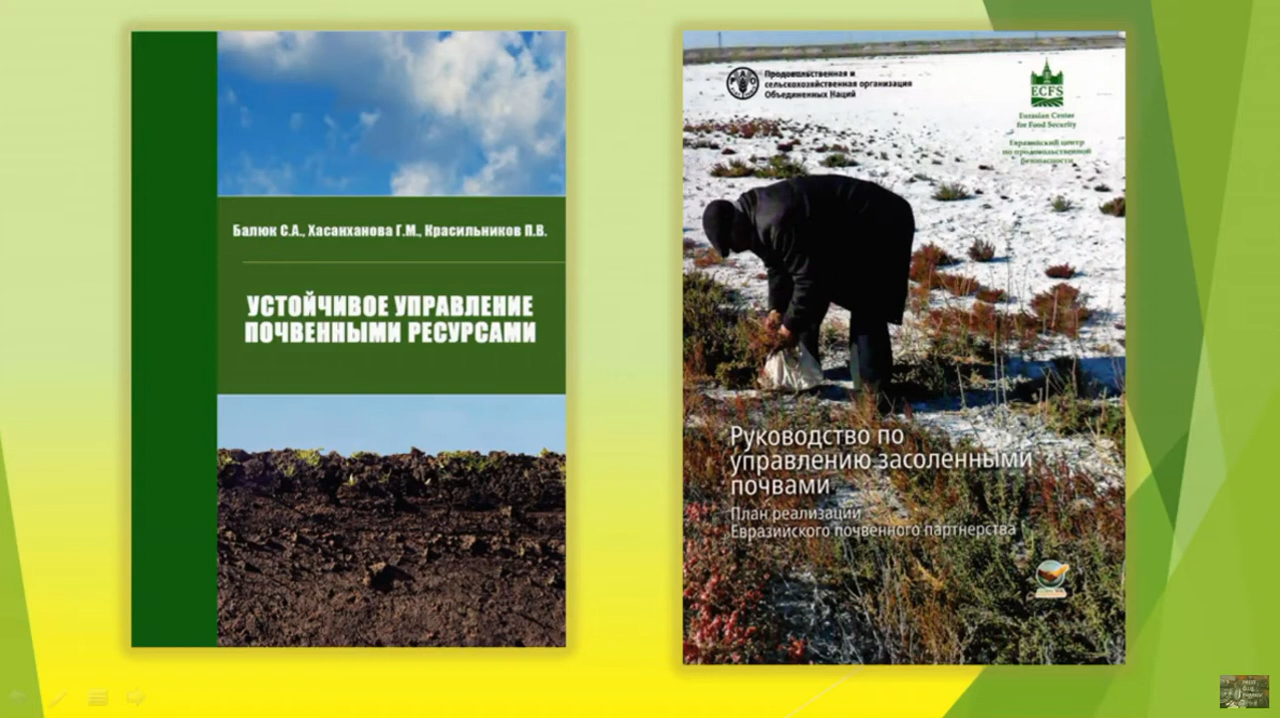 Балюк С.А., Хасанханова Г.М., Красильников П.В.
УСТОЙЧИВОЕ УПРАВЛЕНИЕ
ПОЧВЕННЫМИ РЕСУРСАМИ
Продовольственная и
сельскохозяйственная организация
Объединенных Наций
ECFS
Eurasian Center
for Food Security
Евразийский центр
по продовольственной
безопасности
Руководство по
управлению засоленными
почвами
План реализации
Евразийского почвенного партнерства